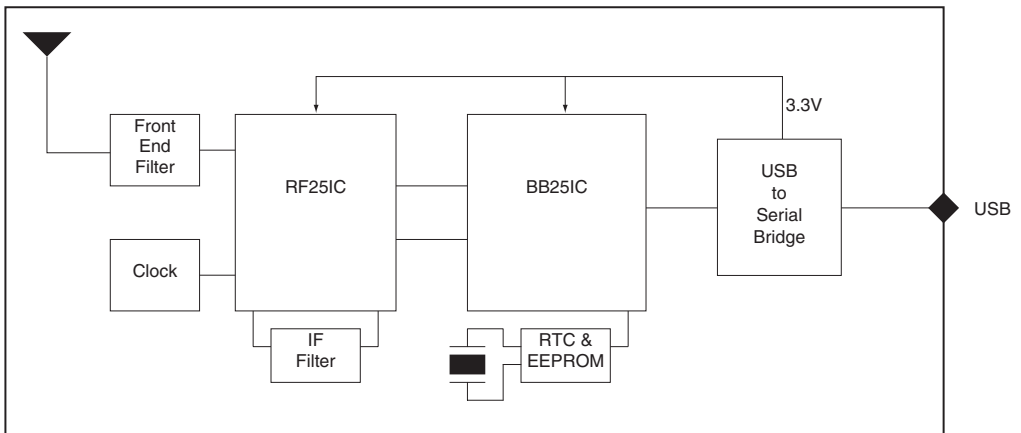 3.3V
Front
End
Filter
RF25IC
BB25IC
USB
to
Serial
Bridge
USB
Clock
IF
Filter
RTC &
EEPROM